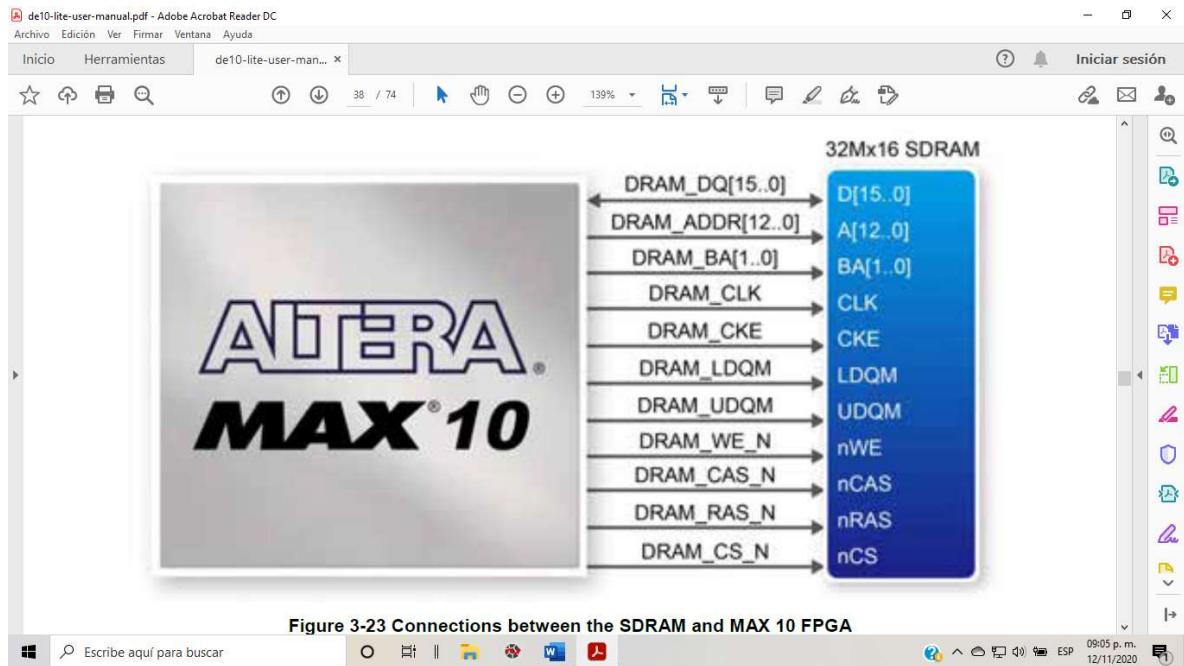 de10-lite-user-manual.pdf - Adobe Acrobat Reader DC
Archivo Edición Ver Firmar Ventana Ayuda
Inicio Herramientas de10-lite-user-man... × Iniciar sesión
38 / 74 139%
32Mx16 SDRAM
DRAM_DQ[15..0] D[15..0]
DRAM_ADDR[12..0] A[12..0]
DRAM_BA[1..0] BA[1..0]
DRAM_CLK CLK
DRAM_CKE CKE
DRAM_LDQM LDQM
DRAM_UDQM UDQM
DRAM_WE_N nWE
DRAM_CAS_N nCAS
DRAM_RAS_N nRAS
DRAM_CS_N nCS
ALTERA®
MAX® 10
Figure 3-23 Connections between the SDRAM and MAX 10 FPGA
Escribe aquí para buscar
ESP
09:05 p. m.
12/11/2020